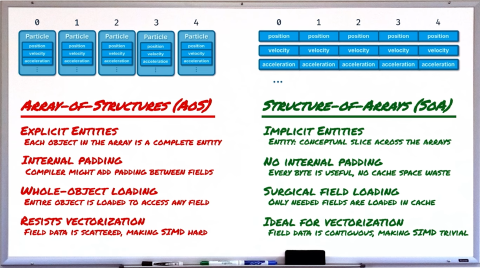 0 1 2 3 4
Particle Particle Particle Particle Particle
position position position position position
velocity velocity velocity velocity velocity
acceleration acceleration acceleration acceleration acceleration
0 1 2 3 4
position position position position position
velocity velocity velocity velocity velocity
acceleration acceleration acceleration acceleration acceleration
...
Array-of-Structures (AoS)
Explicit Entities
Each object in the array is a complete entity
Internal padding
Compiler might add padding between fields
Whole-object loading
Entire object is loaded to access any field
Resists vectorization
Field data is scattered, making SIMD hard
Structure-of-Arrays (SoA)
Implicit Entities
Entity: conceptual slice across the arrays
No internal padding
Every byte is useful, no cache space waste
Surgical field loading
Only needed fields are loaded in cache
Ideal for vectorization
Field data is contiguous, making SIMD trivial